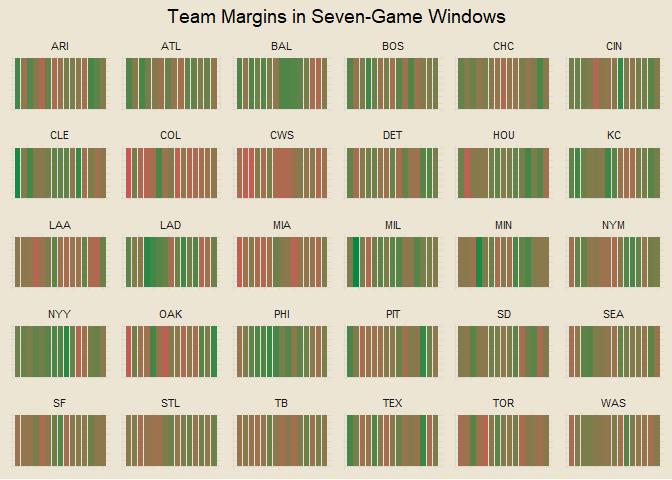 Team Margins in Seven-Game Windows
ARI ATL BAL BOS CHC CIN
CLE COL CWS DET HOU KC
LAA LAD MIA MIL MIN NYM
NYY OAK PHI PIT SD SEA
SF STL TB TEX TOR WAS